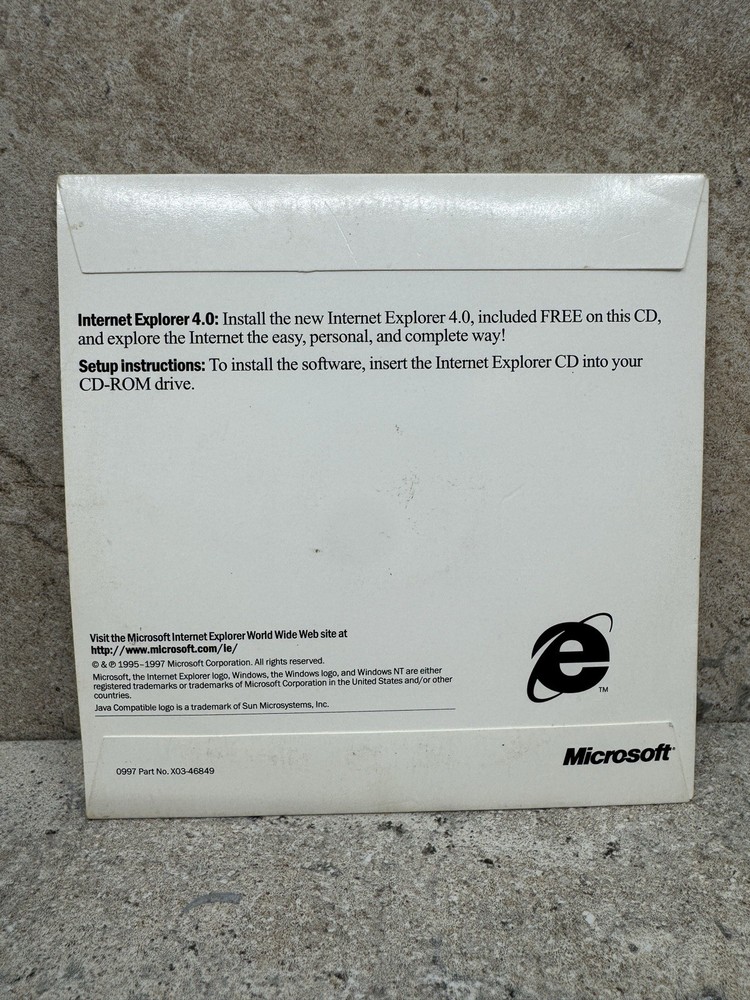 Internet Explorer 4.0: Install the new Internet Explorer 4.0, included FREE on this CD,
and explore the Internet the easy, personal, and complete way!
Setup instructions: To install the software, insert the Internet Explorer CD into your
CD-ROM drive.
Visit the Microsoft Internet Explorer World Wide Web site at
http://www.microsoft.com/ie/
© & ℗ 1995–1997 Microsoft Corporation. All rights reserved.
Microsoft, the Internet Explorer logo, Windows, the Windows logo, and Windows NT are either
registered trademarks or trademarks of Microsoft Corporation in the United States and/or other
countries.
Java Compatible logo is a trademark of Sun Microsystems, Inc.
e
TM
Microsoft®
0997 Part No. X03-46849